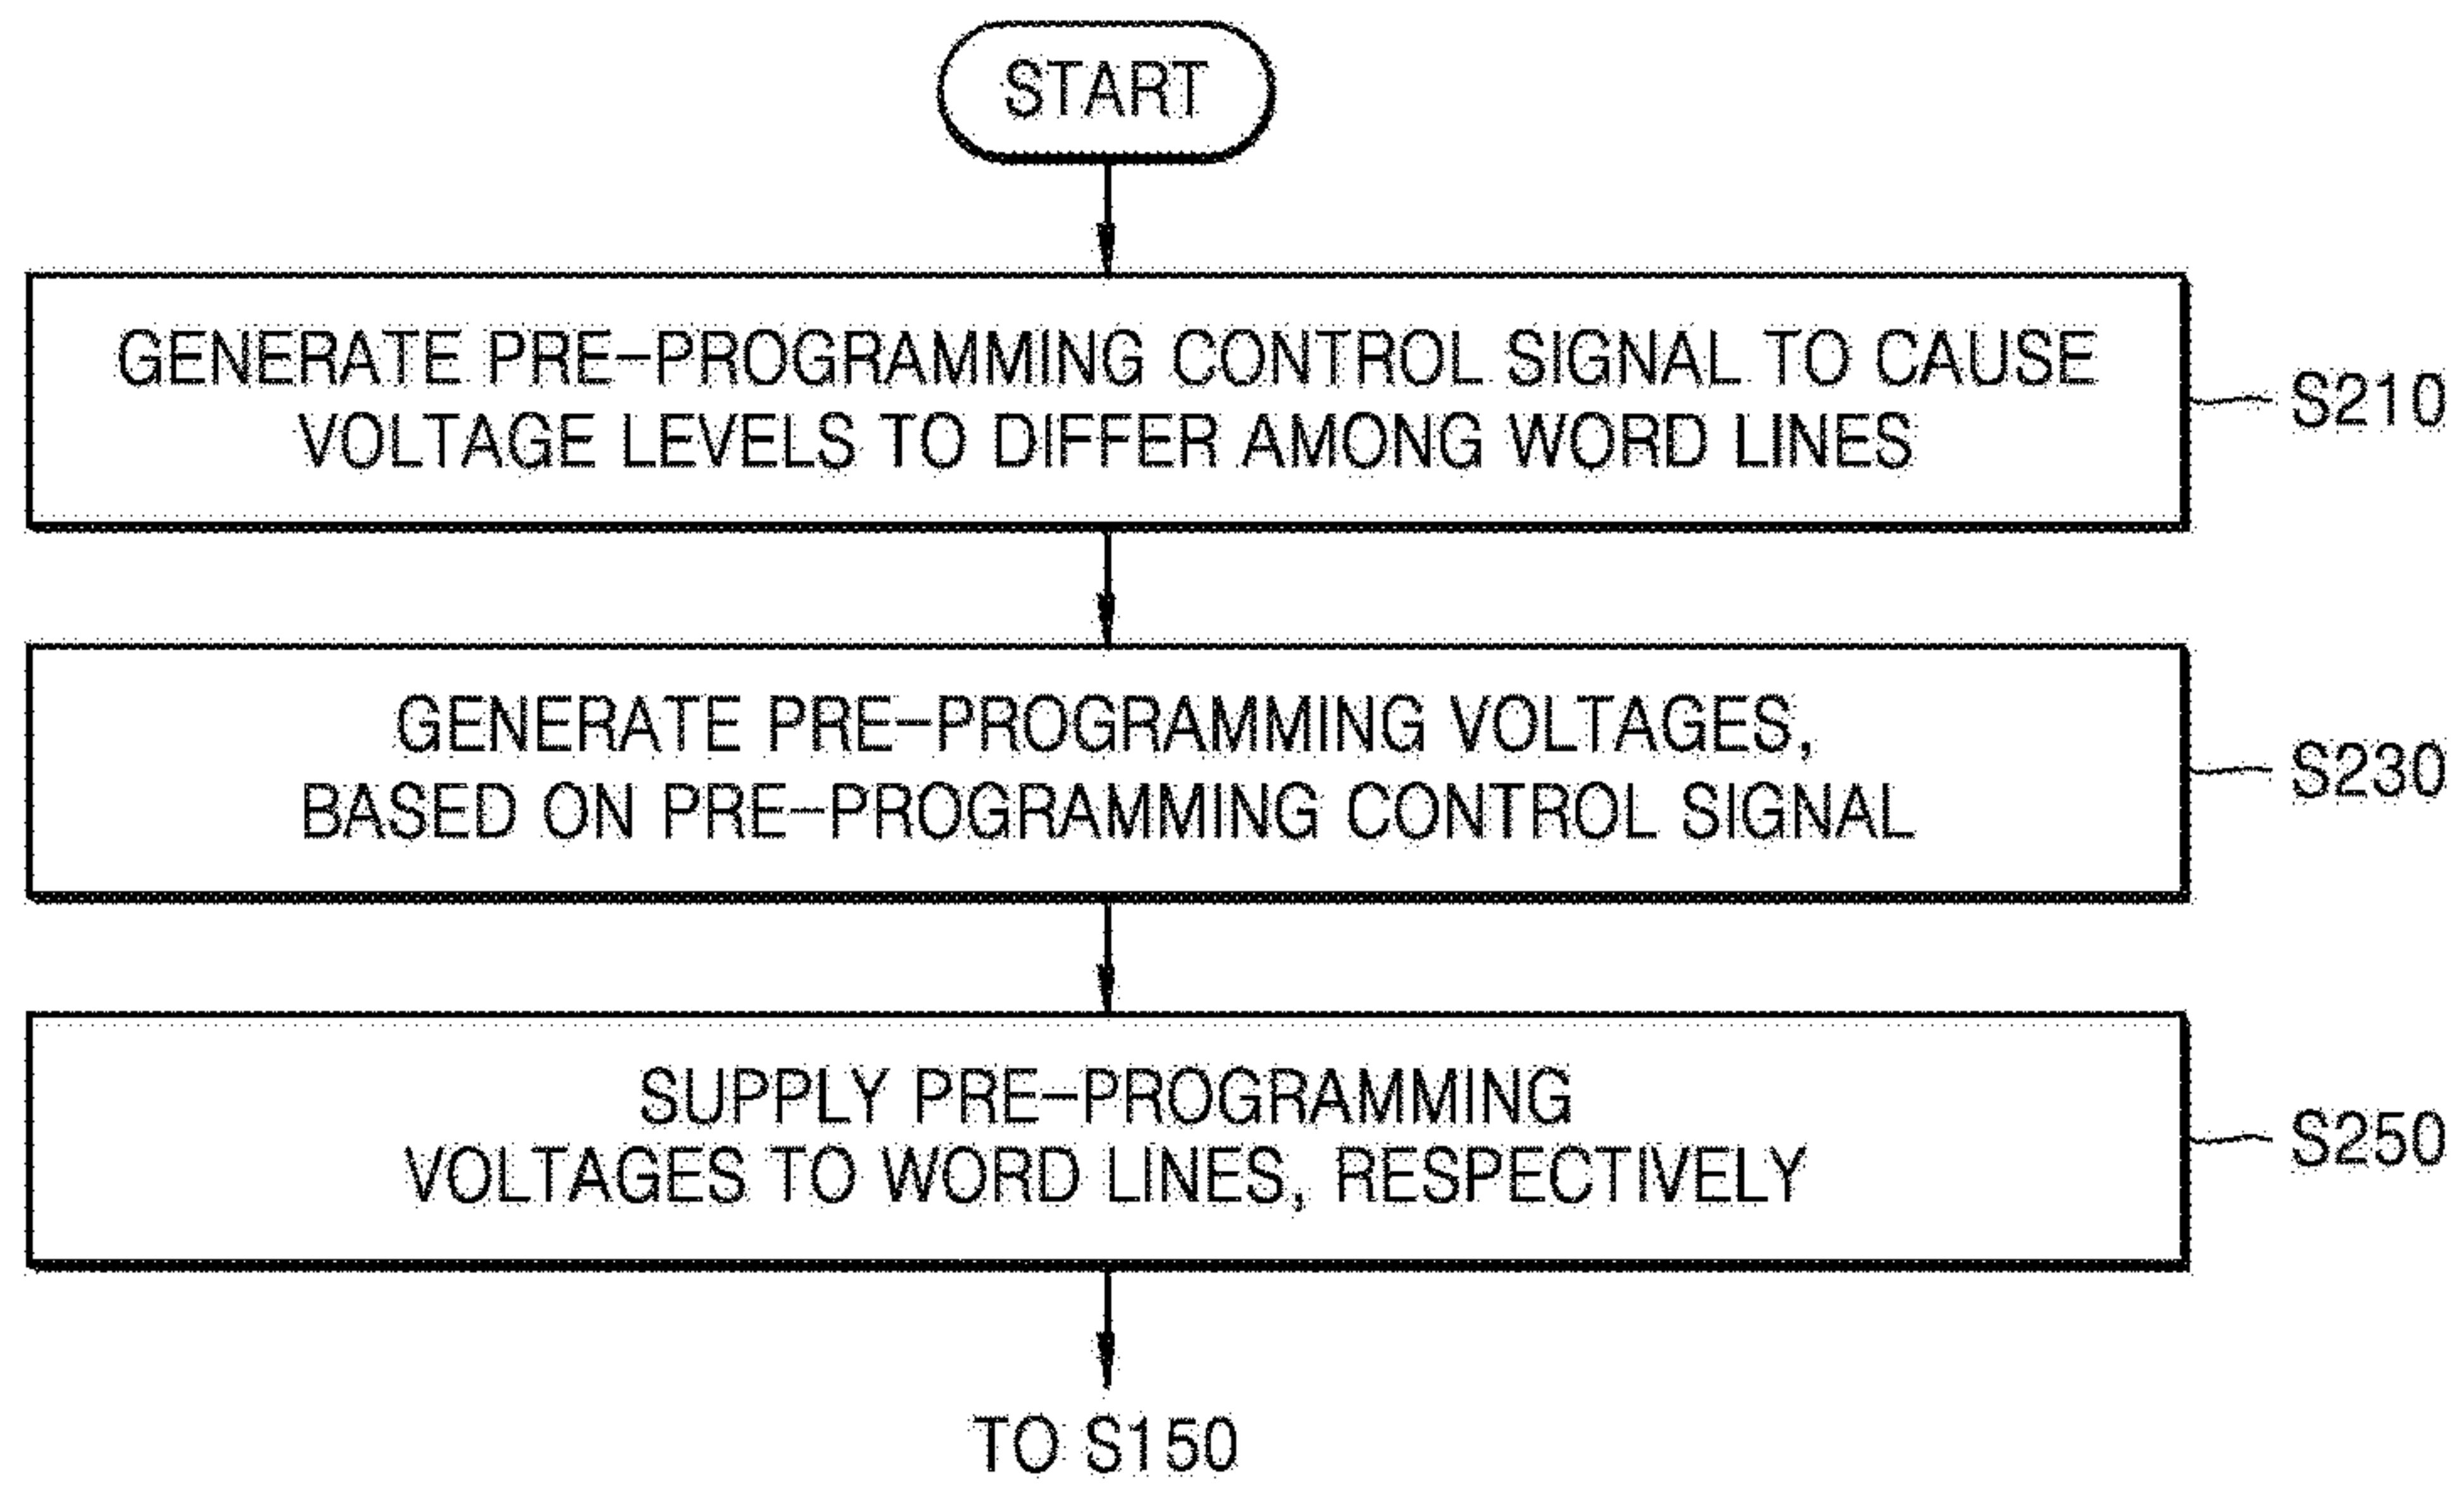 START
GENERATE PRE-PROGRAMMING CONTROL SIGNAL TO CAUSE
VOLTAGE LEVELS TO DIFFER AMONG WORD LINES
S210
GENERATE PRE-PROGRAMMING VOLTAGES,
BASED ON PRE-PROGRAMMING CONTROL SIGNAL
S230
SUPPLY PRE-PROGRAMMING
VOLTAGES TO WORD LINES, RESPECTIVELY
S250
TO S150